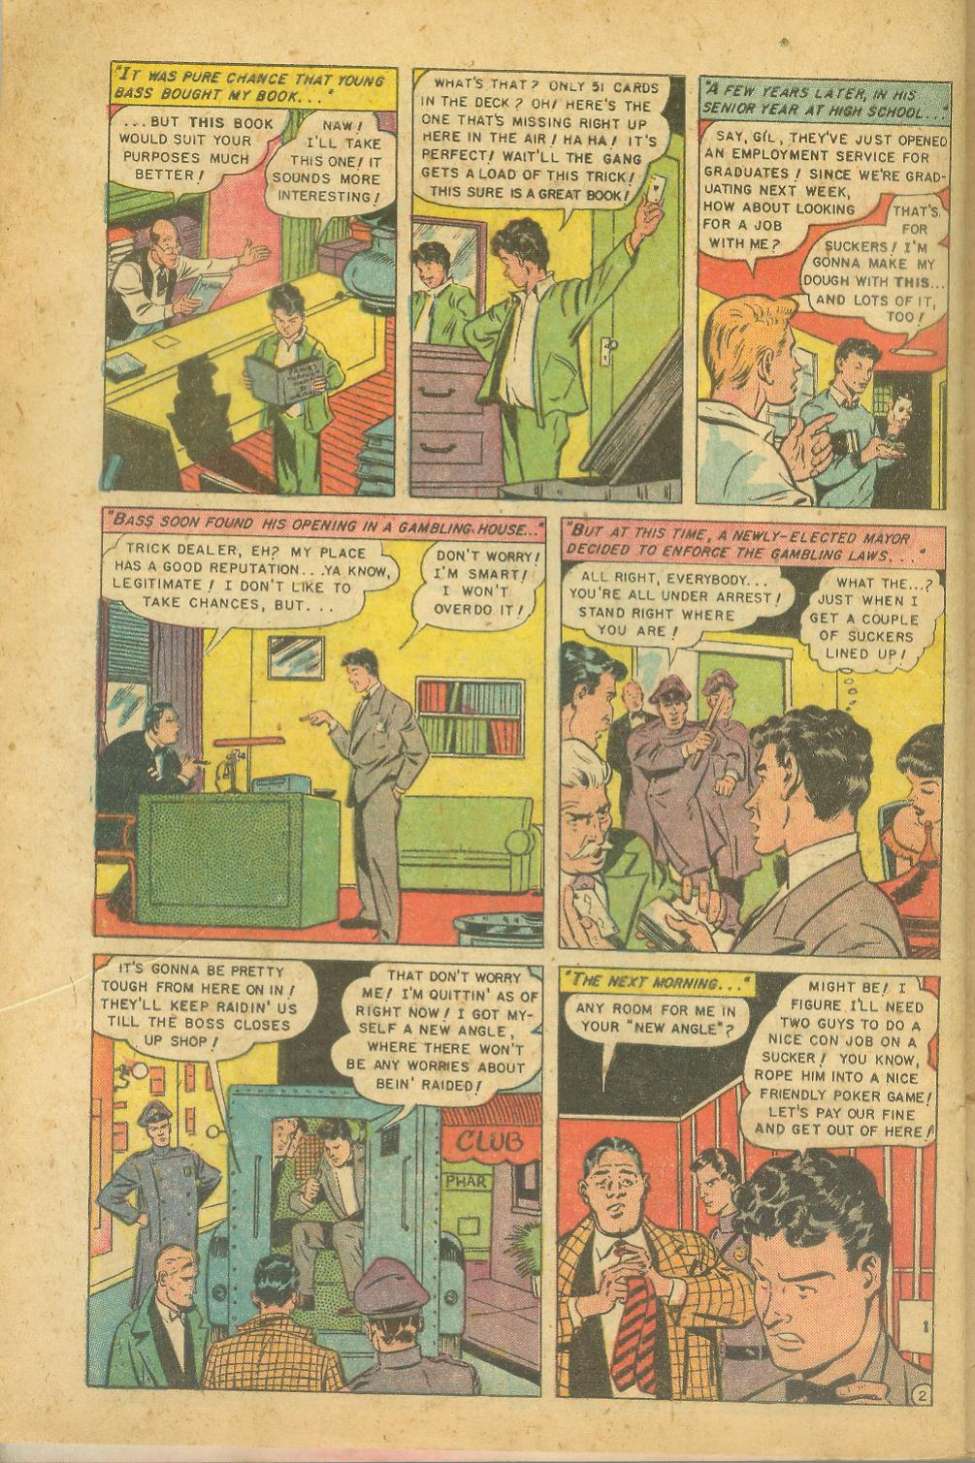 "IT WAS PURE CHANCE THAT YOUNG
BASS BOUGHT MY BOOK..."
...BUT THIS BOOK
WOULD SUIT YOUR
PURPOSES MUCH
BETTER!
NAW!
I'LL TAKE
THIS ONE! IT
SOUNDS MORE
INTERESTING!
WHAT'S THAT? ONLY 51 CARDS
IN THE DECK? OH! HERE'S THE
ONE THAT'S MISSING RIGHT UP
HERE IN THE AIR! HA HA! IT'S
PERFECT! WAIT'LL THE GANG
GETS A LOAD OF THIS TRICK!
THIS SURE IS A GREAT BOOK!
"A FEW YEARS LATER, IN HIS
SENIOR YEAR AT HIGH SCHOOL..."
SAY, GIL, THEY'VE JUST OPENED
AN EMPLOYMENT SERVICE FOR
GRADUATES! SINCE WE'RE GRAD-
UATING NEXT WEEK,
HOW ABOUT LOOKING
FOR A JOB
WITH ME?
THAT'S
FOR
SUCKERS! I'M
GONNA MAKE MY
DOUGH WITH THIS...
AND LOTS OF IT,
TOO!
"BASS SOON FOUND HIS OPENING IN A GAMBLING HOUSE..."
TRICK DEALER, EH? MY PLACE
HAS A GOOD REPUTATION...YA KNOW,
LEGITIMATE! I DON'T LIKE TO
TAKE CHANCES, BUT...
DON'T WORRY!
I'M SMART!
I WON'T
OVERDO IT!
"BUT AT THIS TIME, A NEWLY-ELECTED MAYOR
DECIDED TO ENFORCE THE GAMBLING LAWS..."
ALL RIGHT, EVERYBODY...
YOU'RE ALL UNDER ARREST!
STAND RIGHT WHERE
YOU ARE!
WHAT THE...?
JUST WHEN I
GET A COUPLE
OF SUCKERS
LINED UP!
IT'S GONNA BE PRETTY
TOUGH FROM HERE ON IN!
THEY'LL KEEP RAIDIN' US
TILL THE BOSS CLOSES
UP SHOP!
THAT DON'T WORRY
ME! I'M QUITTIN' AS OF
RIGHT NOW! I GOT MY-
SELF A NEW ANGLE,
WHERE THERE WON'T
BE ANY WORRIES ABOUT
BEIN' RAIDED!
CLUB
PHAR
"THE NEXT MORNING..."
ANY ROOM FOR ME IN
YOUR "NEW ANGLE"?
MIGHT BE! I
FIGURE I'LL NEED
TWO GUYS TO DO A
NICE CON JOB ON A
SUCKER! YOU KNOW,
ROPE HIM INTO A NICE
FRIENDLY POKER GAME!
LET'S PAY OUR FINE
AND GET OUT OF HERE!
1
2